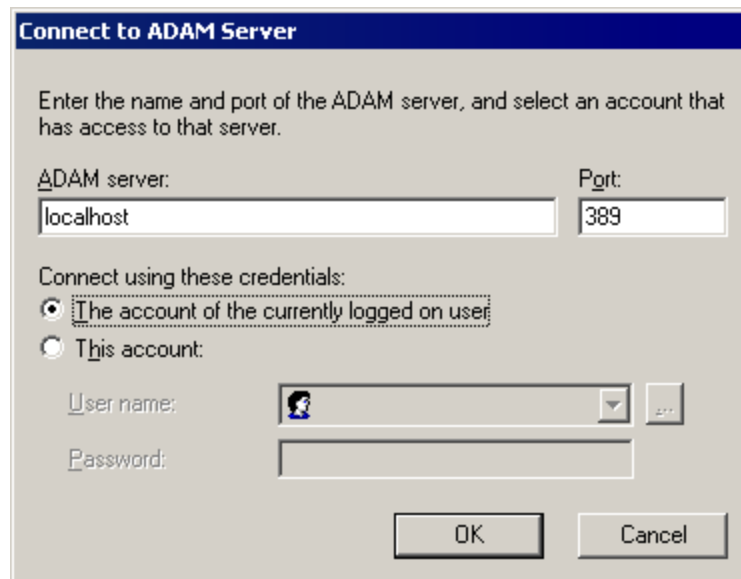 Connect to ADAM Server
Enter the name and port of the ADAM server, and select an account that
has access to that server.
ADAM server:
Port:
localhost
389
Connect using these credentials:
The account of the currently logged on user
This account:
User name:
...
Password:
OK
Cancel